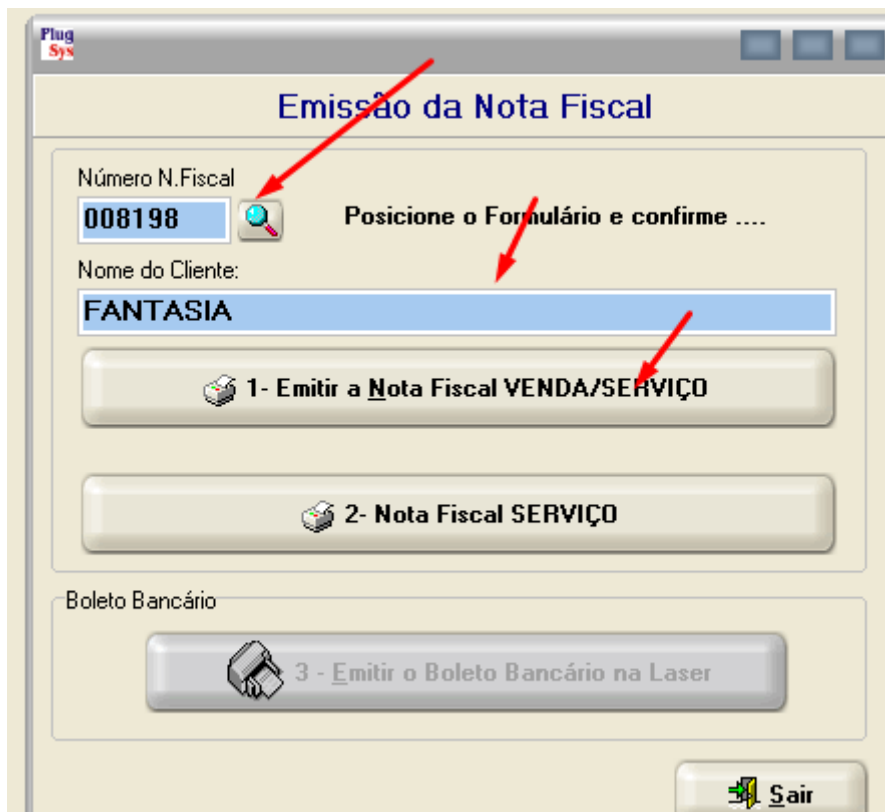 Plug
Sys
Emissão da Nota Fiscal
Número N.Fiscal
008198
Posicione o Formulário e confirme ....
Nome do Cliente:
FANTASIA
1- Emitir a Nota Fiscal VENDA/SERVIÇO
2- Nota Fiscal SERVIÇO
Boleto Bancário
3 - Emitir o Boleto Bancário na Laser
Sair